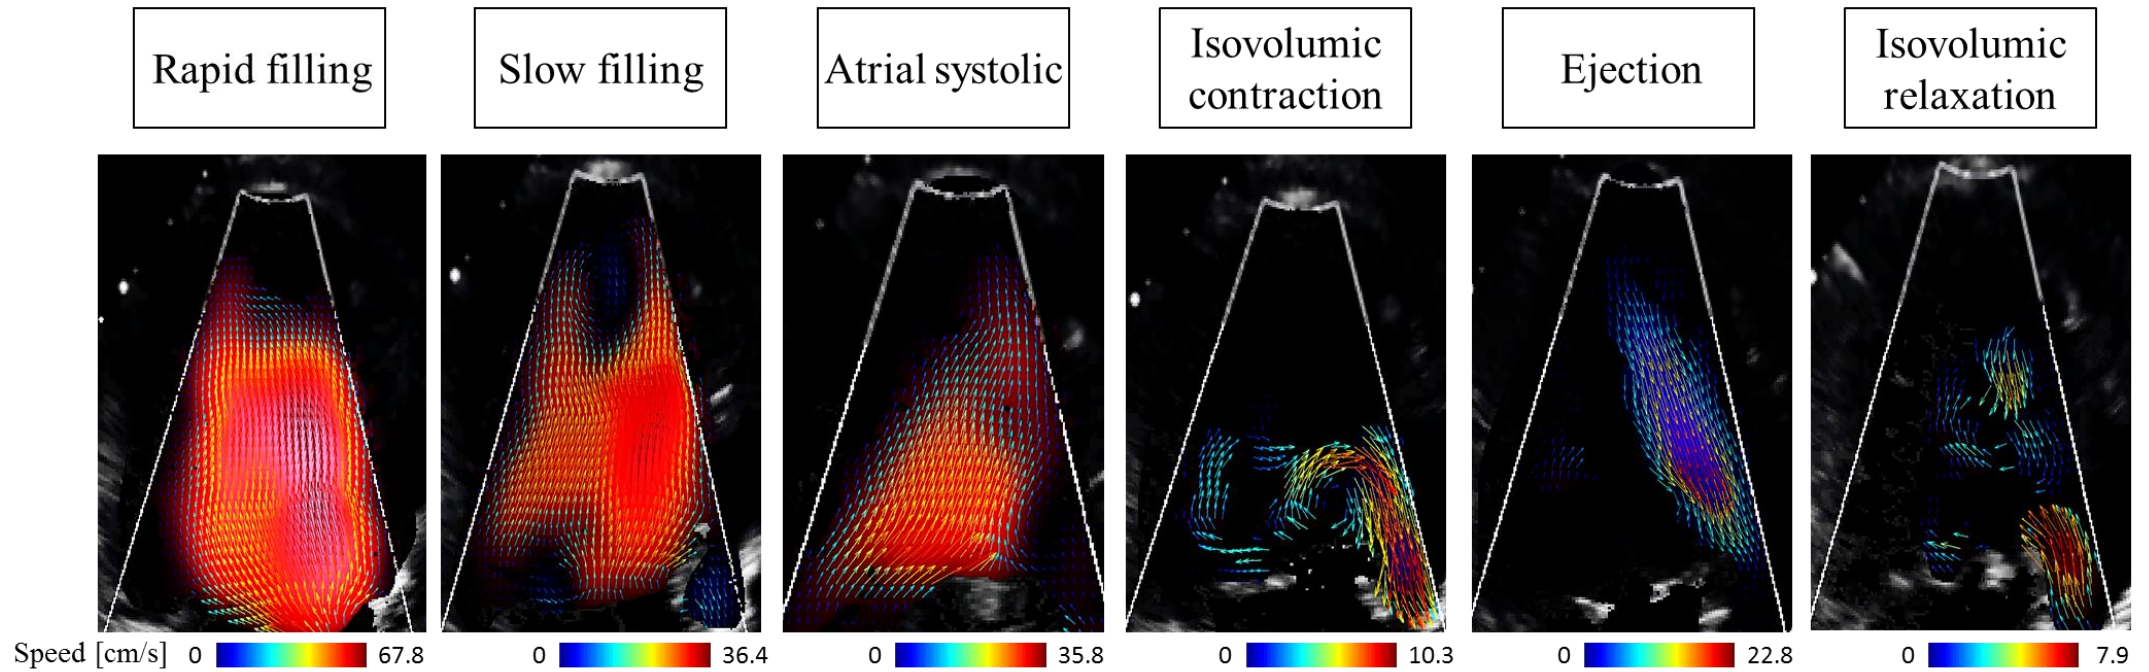 Rapid filling
Slow filling
Atrial systolic
Isovolumic
contraction
Ejection
Isovolumic
relaxation
Speed [cm/s] 0 67.8
0 36.4
0 35.8
0 10.3
0 22.8
0 7.9